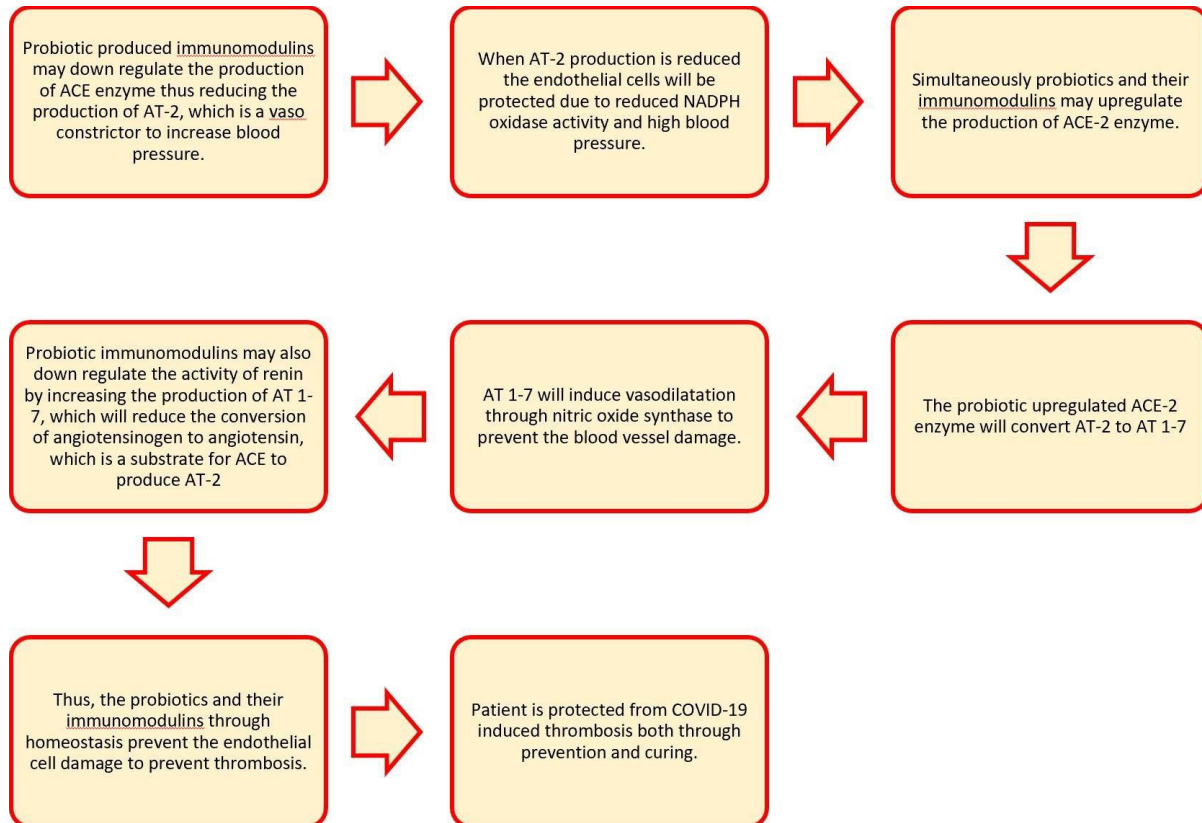 Probiotic produced immunomodulins
may down regulate the production
of ACE enzyme thus reducing the
production of AT-2, which is a vaso
constrictor to increase blood
pressure.
When AT-2 production is reduced
the endothelial cells will be
protected due to reduced NADPH
oxidase activity and high blood
pressure.
Simultaneously probiotics and their
immunomodulins may upregulate
the production of ACE-2 enzyme.
The probiotic upregulated ACE-2
enzyme will convert AT-2 to AT 1-7
AT 1-7 will induce vasodilatation
through nitric oxide synthase to
prevent the blood vessel damage.
Probiotic immunomodulins may also
down regulate the activity of renin
by increasing the production of AT 1-
7, which will reduce the conversion
of angiotensinogen to angiotensin,
which is a substrate for ACE to
produce AT-2
Thus, the probiotics and their
immunomodulins through
homeostasis prevent the endothelial
cell damage to prevent thrombosis.
Patient is protected from COVID-19
induced thrombosis both through
prevention and curing.